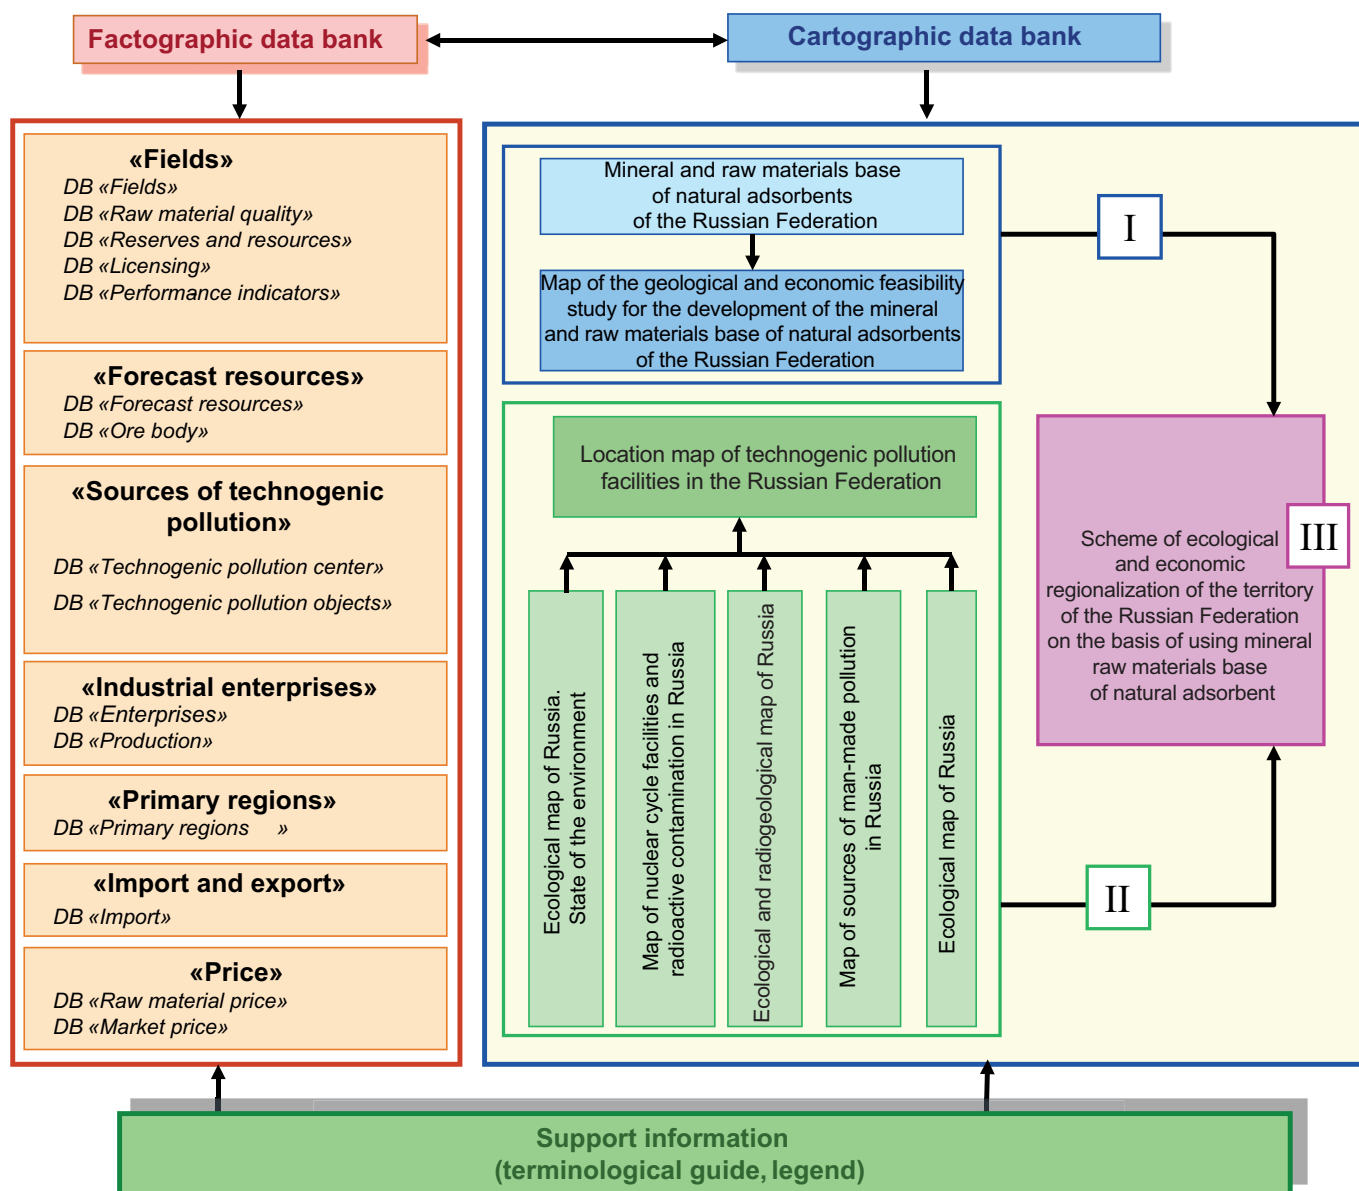 Factographic data bank
Cartographic data bank
«Fields»
DB «Fields»
DB «Raw material quality»
DB «Reserves and resources»
DB «Licensing»
DB «Performance indicators»
«Forecast resources»
DB «Forecast resources»
DB «Ore body»
«Sources of technogenic
pollution»
DB «Technogenic pollution center»
DB «Technogenic pollution objects»
«Industrial enterprises»
DB «Enterprises»
DB «Production»
«Primary regions»
DB «Primary regions »
«Import and export»
DB «Import»
«Price»
DB «Raw material price»
DB «Market price»
Mineral and raw materials base
of natural adsorbents
of the Russian Federation
Map of the geological and economic feasibility
study for the development of the mineral
and raw materials base of natural adsorbents
of the Russian Federation
I
Location map of technogenic pollution
facilities in the Russian Federation
Ecological map of Russia.
State of the environment
Map of nuclear cycle facilities and
radioactive contamination in Russia
Ecological and radiogeological map of Russia
Map of sources of man-made pollution
in Russia
Ecological map of Russia
II
III
Scheme of ecological
and economic
regionalization of the territory
of the Russian Federation
on the basis of using mineral
raw materials base
of natural adsorbent
Support information
(terminological guide, legend)